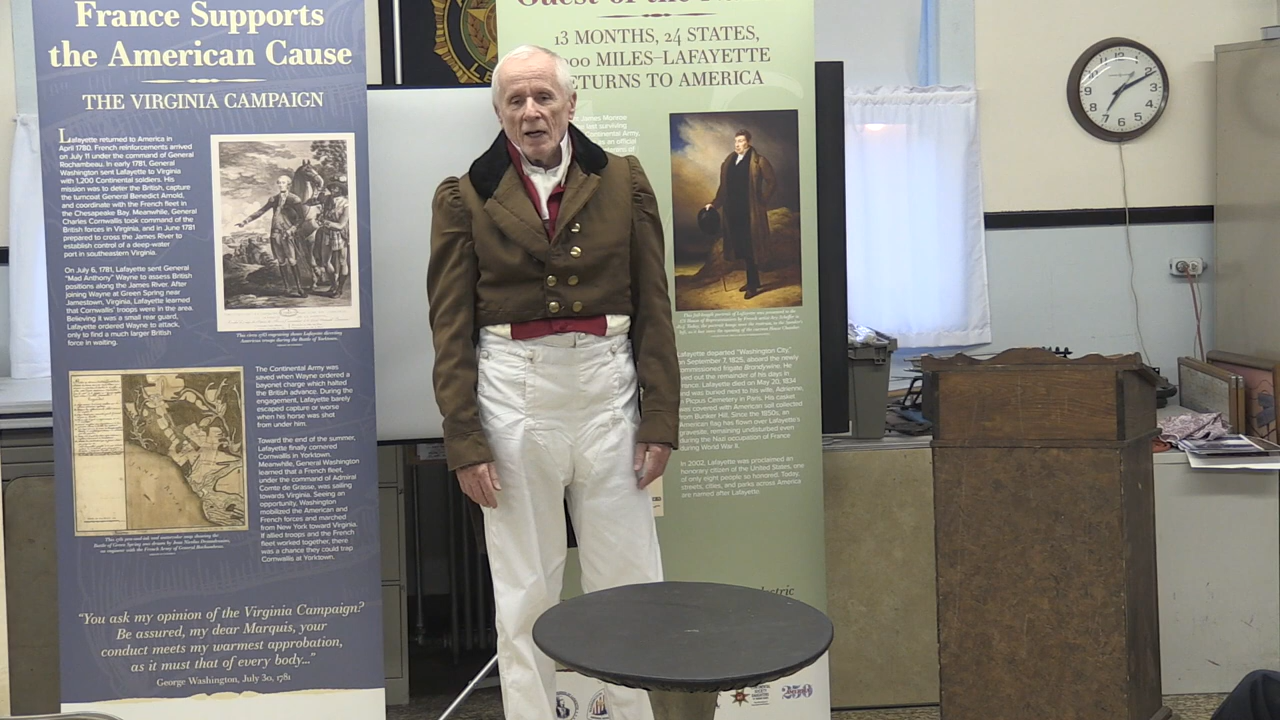 France Supports
the American Cause
THE VIRGINIA CAMPAIGN
Lafayette returned to America in
April 1780. French reinforcements arrived
on July 11 under the command of General
Rochambeau. In early 1781, General
Washington sent Lafayette to Virginia
with 1,200 Continental soldiers. His
mission was to deter the British, capture
the turncoat General Benedict Arnold,
and coordinate with the French fleet in
the Chesapeake Bay. Meanwhile, General
Charles Cornwallis took command of the
British forces in Virginia, and in June 1781
prepared to cross the James River to
establish control of a deep-water
port in southeastern Virginia.
On July 6, 1781, Lafayette sent General
"Mad Anthony" Wayne to assess British
positions along the James River. After
joining Wayne at Green Spring near
Jamestown, Virginia, Lafayette learned
that Cornwallis' troops were in the area.
Believing it was a small rear guard,
Lafayette ordered Wayne to attack,
only to find a much larger British
force in waiting.
The Continental Army was
saved when Wayne ordered a
bayonet charge which halted
the British advance. During the
engagement, Lafayette barely
escaped capture or worse
when his horse was shot
from under him.
Toward the end of the summer,
Lafayette finally cornered
Cornwallis in Yorktown.
Meanwhile, General Washington
learned that a French fleet,
under the command of Admiral
Comte de Grasse, was sailing
towards Virginia. Seeing an
opportunity, Washington
mobilized the American and
French forces and marched
from New York toward Virginia.
If allied troops and the French
fleet worked together, there
was a chance they could trap
Cornwallis at Yorktown.
"You ask my opinion of the Virginia Campaign?
Be assured, my dear Marquis, your
conduct meets my warmest approbation,
as it must that of every body..."
George Washington, July 30, 1781
Guest of the
13 MONTHS, 24 STATES,
MILES–LAFAYETTE
RETURNS TO AMERICA
James Monroe
last surviving
Continental Army,
as an official
Lafayette departed "Washington City,"
on September 7, 1825, aboard the newly
commissioned frigate Brandywine. He
lived out the remainder of his days in
France. Lafayette died on May 20, 1834
and was buried next to his wife, Adrienne,
in Picpus Cemetery in Paris. His casket
was covered with American soil collected
from Bunker Hill. Since the 1850s, an
American flag has flown over Lafayette's
gravesite, remaining undisturbed even
during the Nazi occupation of France
during World War II.
In 2002, Lafayette was proclaimed an
honorary citizen of the United States, one
of only eight people so honored. Today,
streets, cities, and parks across America
are named after Lafayette.
electric
250